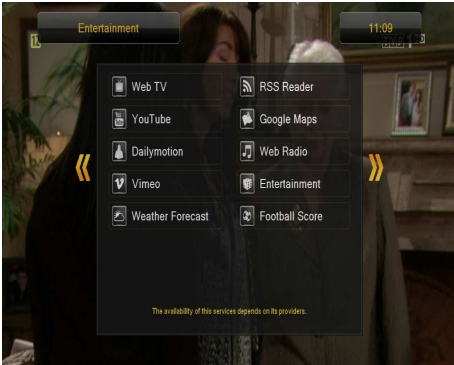 Entertainment
11:09
Web TV
RSS Reader
YouTube
Google Maps
Dailymotion
Web Radio
Vimeo
Entertainment
Weather Forecast
Football Score
The availability of this services depends on its providers.